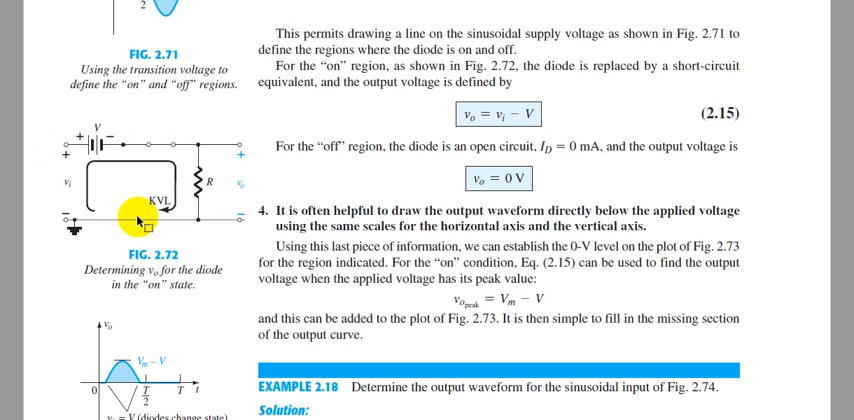 2
FIG. 2.71
Using the transition voltage to
define the “on” and “off” regions.
V
+ −
+ +
vi R vo
KVL
− −
FIG. 2.72
Determining vo for the diode
in the “on” state.
vo
Vm – V
0 T/2 T t
vi = V (diodes change state)
This permits drawing a line on the sinusoidal supply voltage as shown in Fig. 2.71 to
define the regions where the diode is on and off.
For the “on” region, as shown in Fig. 2.72, the diode is replaced by a short-circuit
equivalent, and the output voltage is defined by
vo = vi − V (2.15)
For the “off” region, the diode is an open circuit, ID = 0 mA, and the output voltage is
vo = 0 V
4. It is often helpful to draw the output waveform directly below the applied voltage
using the same scales for the horizontal axis and the vertical axis.
Using this last piece of information, we can establish the 0-V level on the plot of Fig. 2.73
for the region indicated. For the “on” condition, Eq. (2.15) can be used to find the output
voltage when the applied voltage has its peak value:
vopeak = Vm − V
and this can be added to the plot of Fig. 2.73. It is then simple to fill in the missing section
of the output curve.
EXAMPLE 2.18 Determine the output waveform for the sinusoidal input of Fig. 2.74.
Solution: